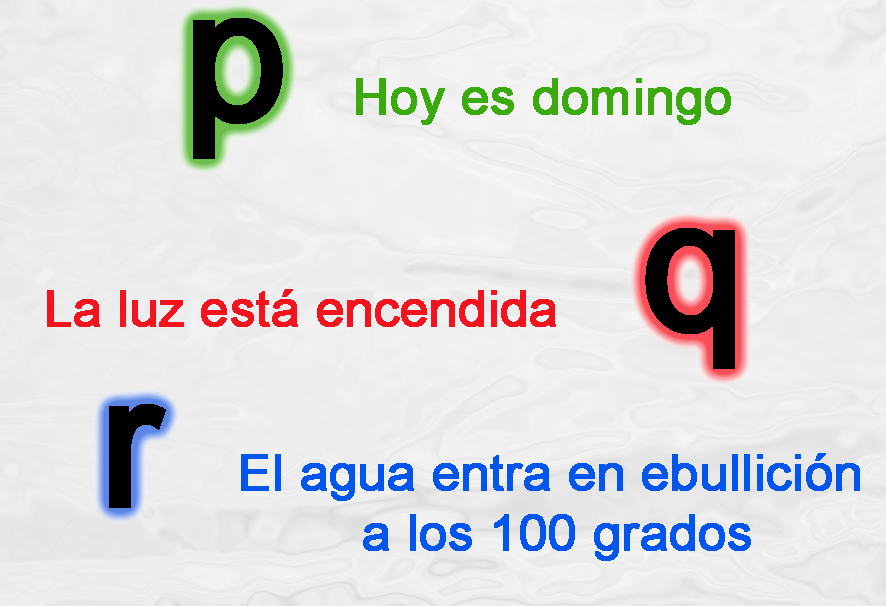 p Hoy es domingo
La luz está encendida q
r El agua entra en ebullición
a los 100 grados